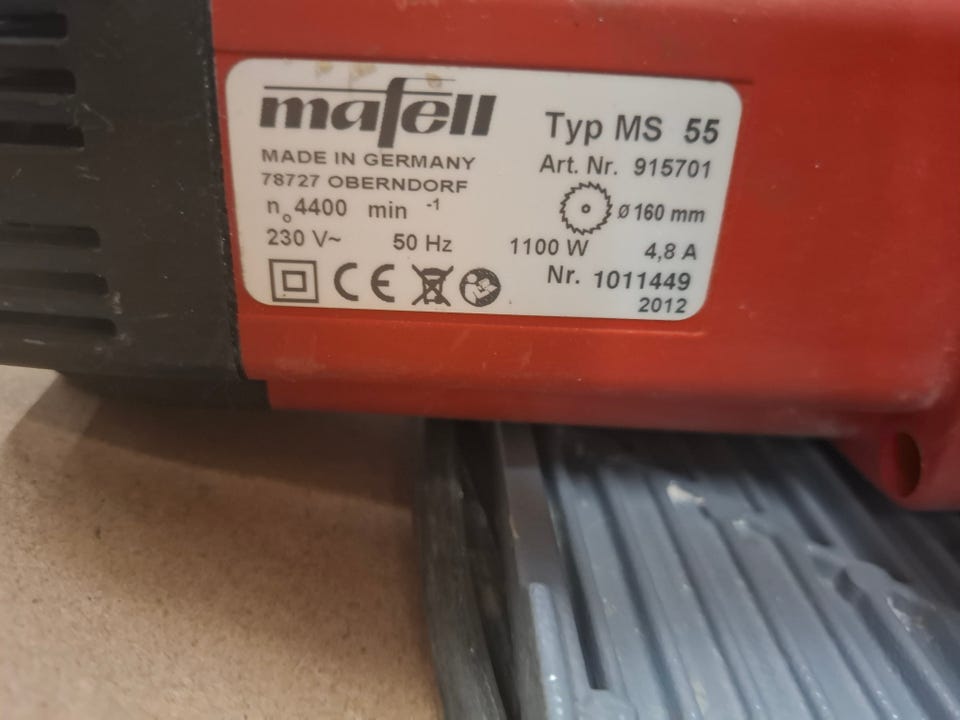 mafell
MADE IN GERMANY
78727 OBERNDORF
Typ MS 55
Art. Nr. 915701
n₀ 4400 min⁻¹
Ø 160 mm
230 V~ 50 Hz 1100 W 4,8 A
CE
Nr. 1011449
2012